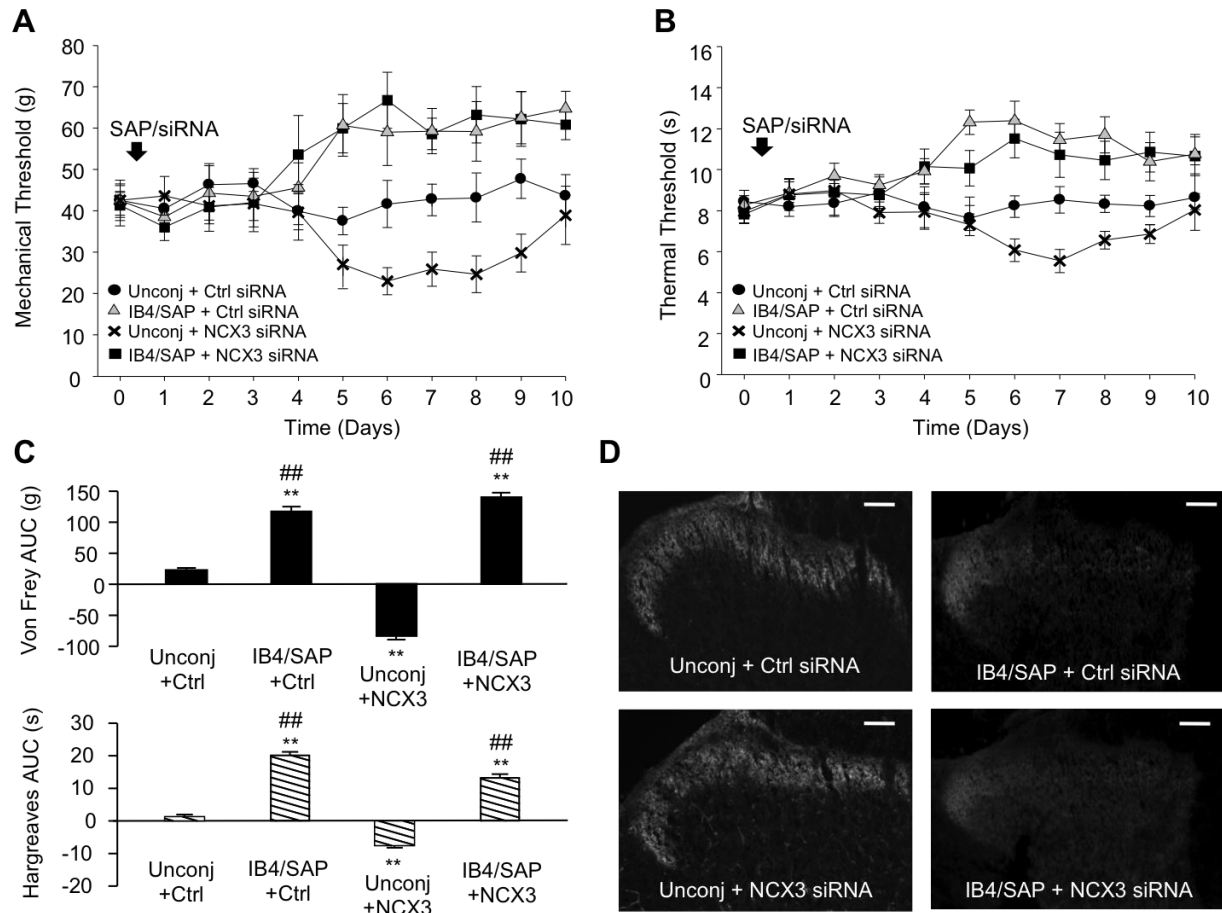 A
80
70
60
50
40
30
20
10
0
Mechanical Threshold (g)
SAP/siRNA
Unconj + Ctrl siRNA
IB4/SAP + Ctrl siRNA
Unconj + NCX3 siRNA
IB4/SAP + NCX3 siRNA
0 1 2 3 4 5 6 7 8 9 10
Time (Days)
B
16
14
12
10
8
6
4
2
0
Thermal Threshold (s)
SAP/siRNA
Unconj + Ctrl siRNA
IB4/SAP + Ctrl siRNA
Unconj + NCX3 siRNA
IB4/SAP + NCX3 siRNA
0 1 2 3 4 5 6 7 8 9 10
Time (Days)
C
Von Frey AUC (g)
150
100
50
0
-50
-100
##
**
##
**
**
Unconj
+Ctrl
IB4/SAP
+Ctrl
Unconj
+NCX3
IB4/SAP
+NCX3
Hargreaves AUC (s)
30
20
10
0
-10
-20
##
**
##
**
**
Unconj
+Ctrl
IB4/SAP
+Ctrl
Unconj
+NCX3
IB4/SAP
+NCX3
D
Unconj + Ctrl siRNA
IB4/SAP + Ctrl siRNA
Unconj + NCX3 siRNA
IB4/SAP + NCX3 siRNA